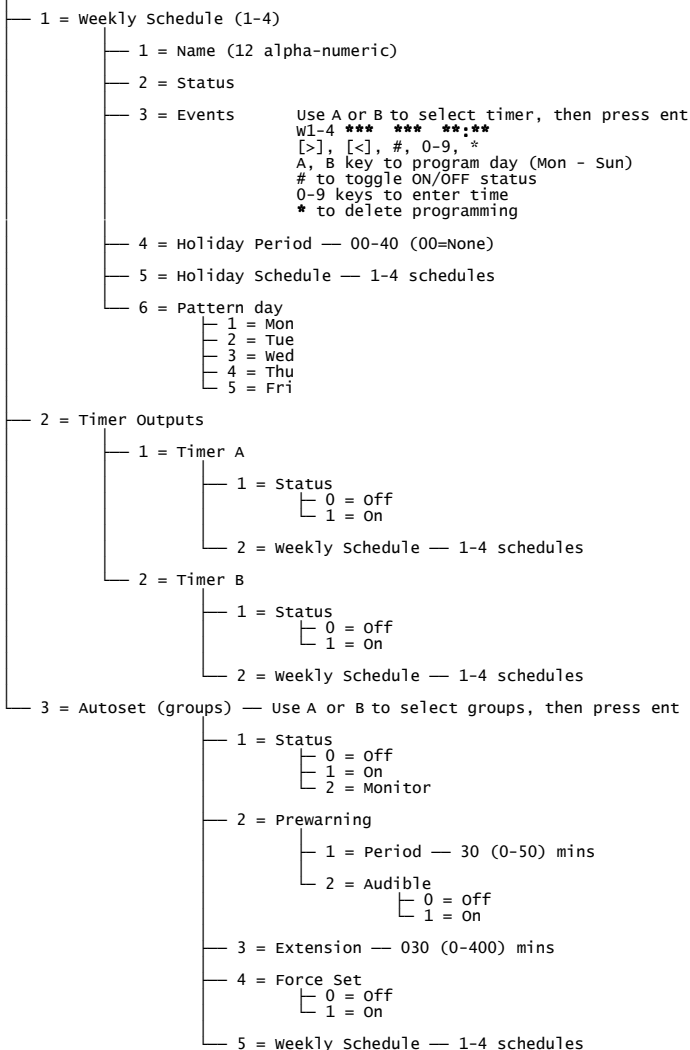 1 = Weekly Schedule (1-4)
1 = Name (12 alpha-numeric)
2 = Status
3 = Events Use A or B to select timer, then press ent
W1-4 *** *** **:**
[>], [<], #, 0-9, *
A, B key to program day (Mon - Sun)
# to toggle ON/OFF status
0-9 keys to enter time
* to delete programming
4 = Holiday Period — 00-40 (00=None)
5 = Holiday Schedule — 1-4 schedules
6 = Pattern day
1 = Mon
2 = Tue
3 = Wed
4 = Thu
5 = Fri
2 = Timer Outputs
1 = Timer A
1 = Status
0 = Off
1 = On
2 = Weekly Schedule — 1-4 schedules
2 = Timer B
1 = Status
0 = Off
1 = On
2 = Weekly Schedule — 1-4 schedules
3 = Autoset (groups) — Use A or B to select groups, then press ent
1 = Status
0 = Off
1 = On
2 = Monitor
2 = Prewarning
1 = Period — 30 (0-50) mins
2 = Audible
0 = Off
1 = On
3 = Extension — 030 (0-400) mins
4 = Force Set
0 = Off
1 = On
5 = Weekly Schedule — 1-4 schedules